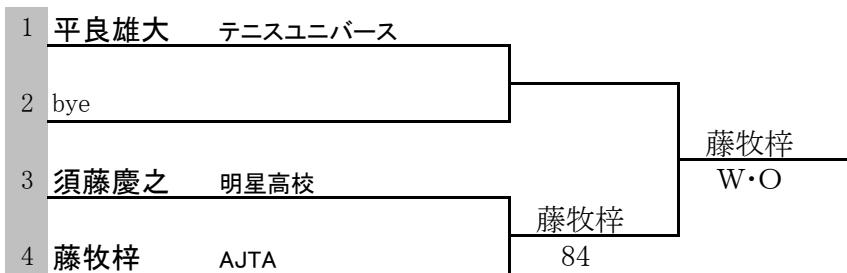 1 平良雄大 テニスユニバース
2 bye
藤牧梓
3 須藤慶之 明星高校
W・O
藤牧梓
4 藤牧梓 AJTA
84